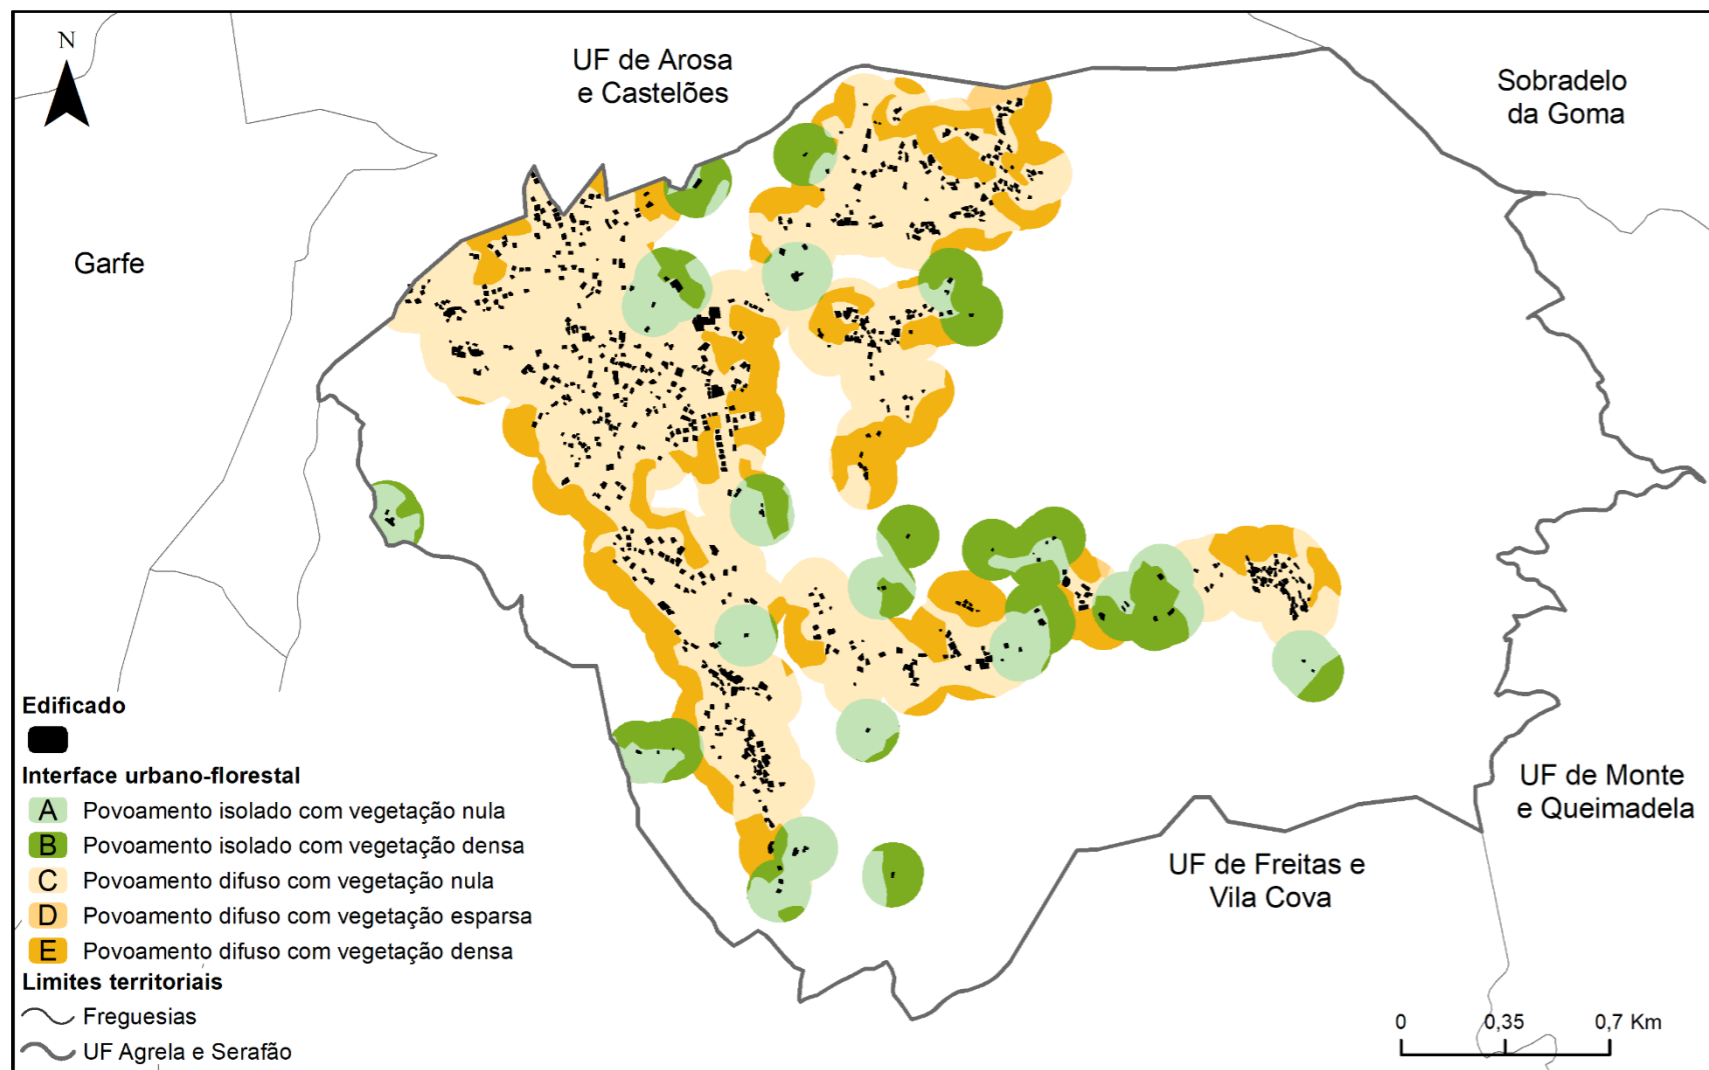 N
UF de Arosa
e Castelões
Sobradelo
da Goma
Garfe
UF de Monte
e Queimadela
UF de Freitas e
Vila Cova
Edificado
Interface urbano-florestal
A Povoamento isolado com vegetação nula
B Povoamento isolado com vegetação densa
C Povoamento difuso com vegetação nula
D Povoamento difuso com vegetação esparsa
E Povoamento difuso com vegetação densa
Limites territoriais
Freguesias
UF Agrela e Serafão
0 0,35 0,7 Km